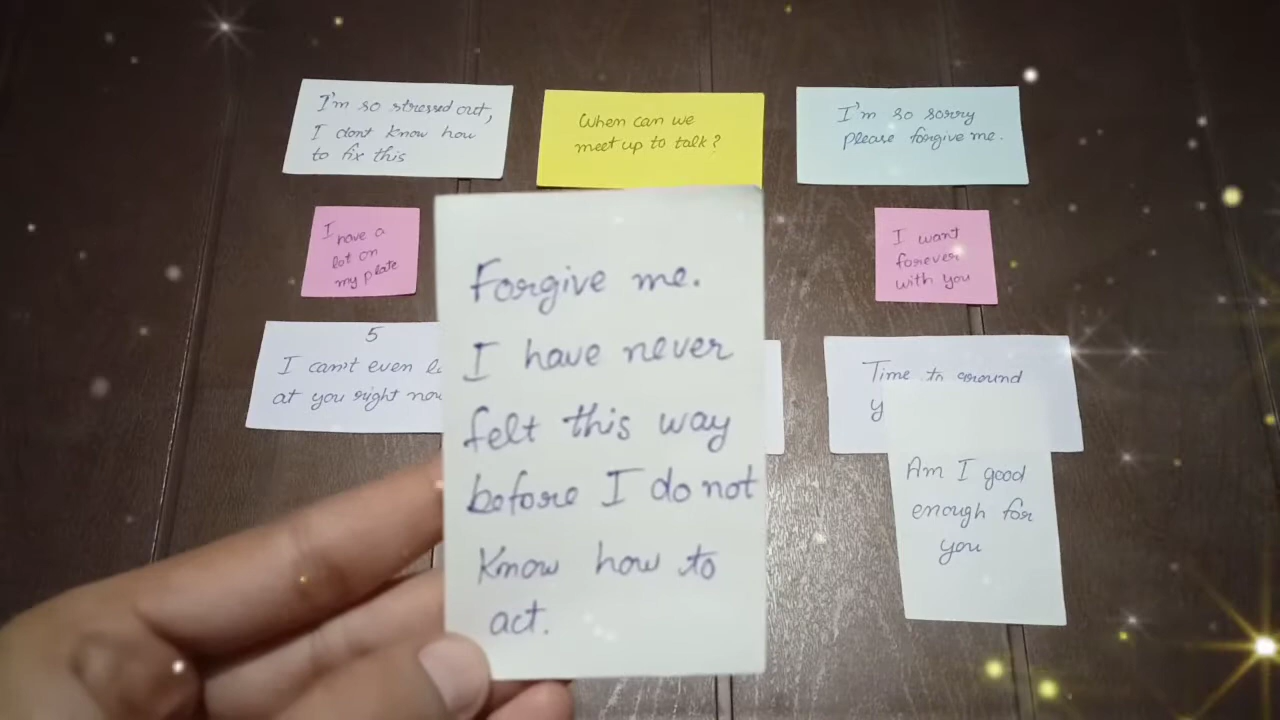 I'm so stressed out,
I dont know how
to fix this
When can we
meet up to talk?
I'm so sorry
please forgive me.
I have a
lot on
my plate
I want
forever
with you
5
I can't even
at you right now
Forgive me.
I have never
felt this way
before I do not
know how to
act.
Time to around
Am I good
enough for
you